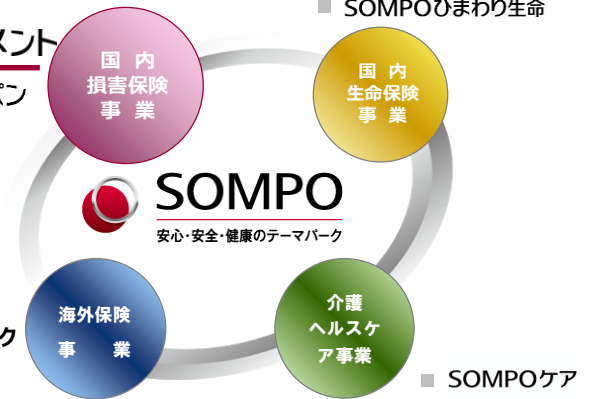 SOMPOひまわり生命
メント
国 内
損害保険
事 業
国 内
生命保険
事 業
パン
SOMPO
安心・安全・健康のテーマパーク
海外保険
事 業
介護
ヘルスケ
ア事業
ク
SOMPOケア